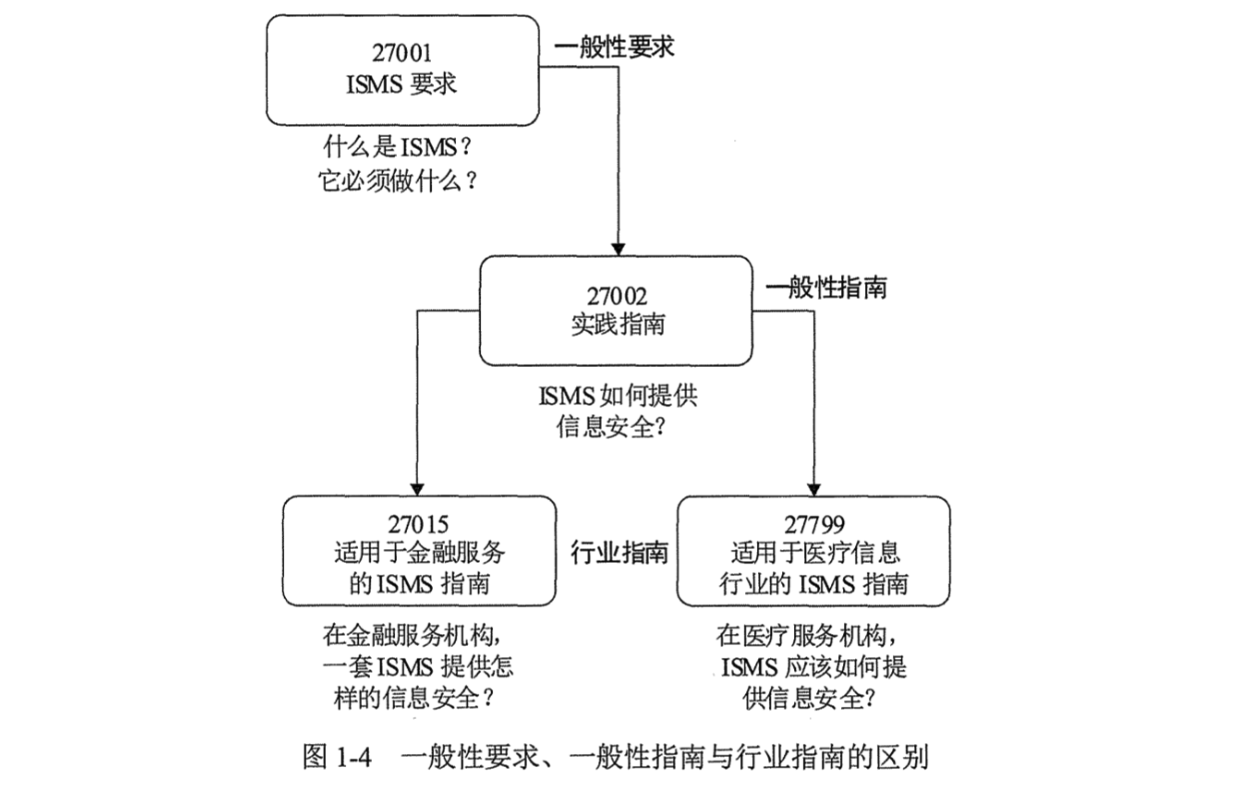 27001
ISMS 要求
一般性要求
什么是ISMS？
它必须做什么？
27002
实践指南
一般性指南
ISMS如何提供
信息安全？
27015
适用于金融服务
的ISMS 指南
行业指南
27799
适用于医疗信息
行业的 ISMS 指南
在金融服务机构，
一套ISMS 提供怎
样的信息安全？
在医疗服务机构，
ISMS 应该如何提
供信息安全？
图 1-4 一般性要求、一般性指南与行业指南的区别